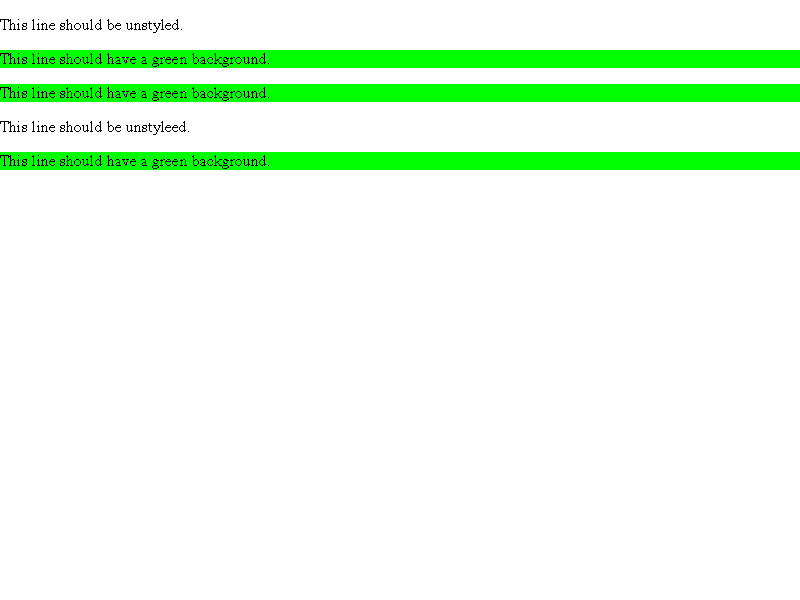 This line should be unstyled.
This line should have a green background.
This line should have a green background.
This line should be unstyleed.
This line should have a green background.